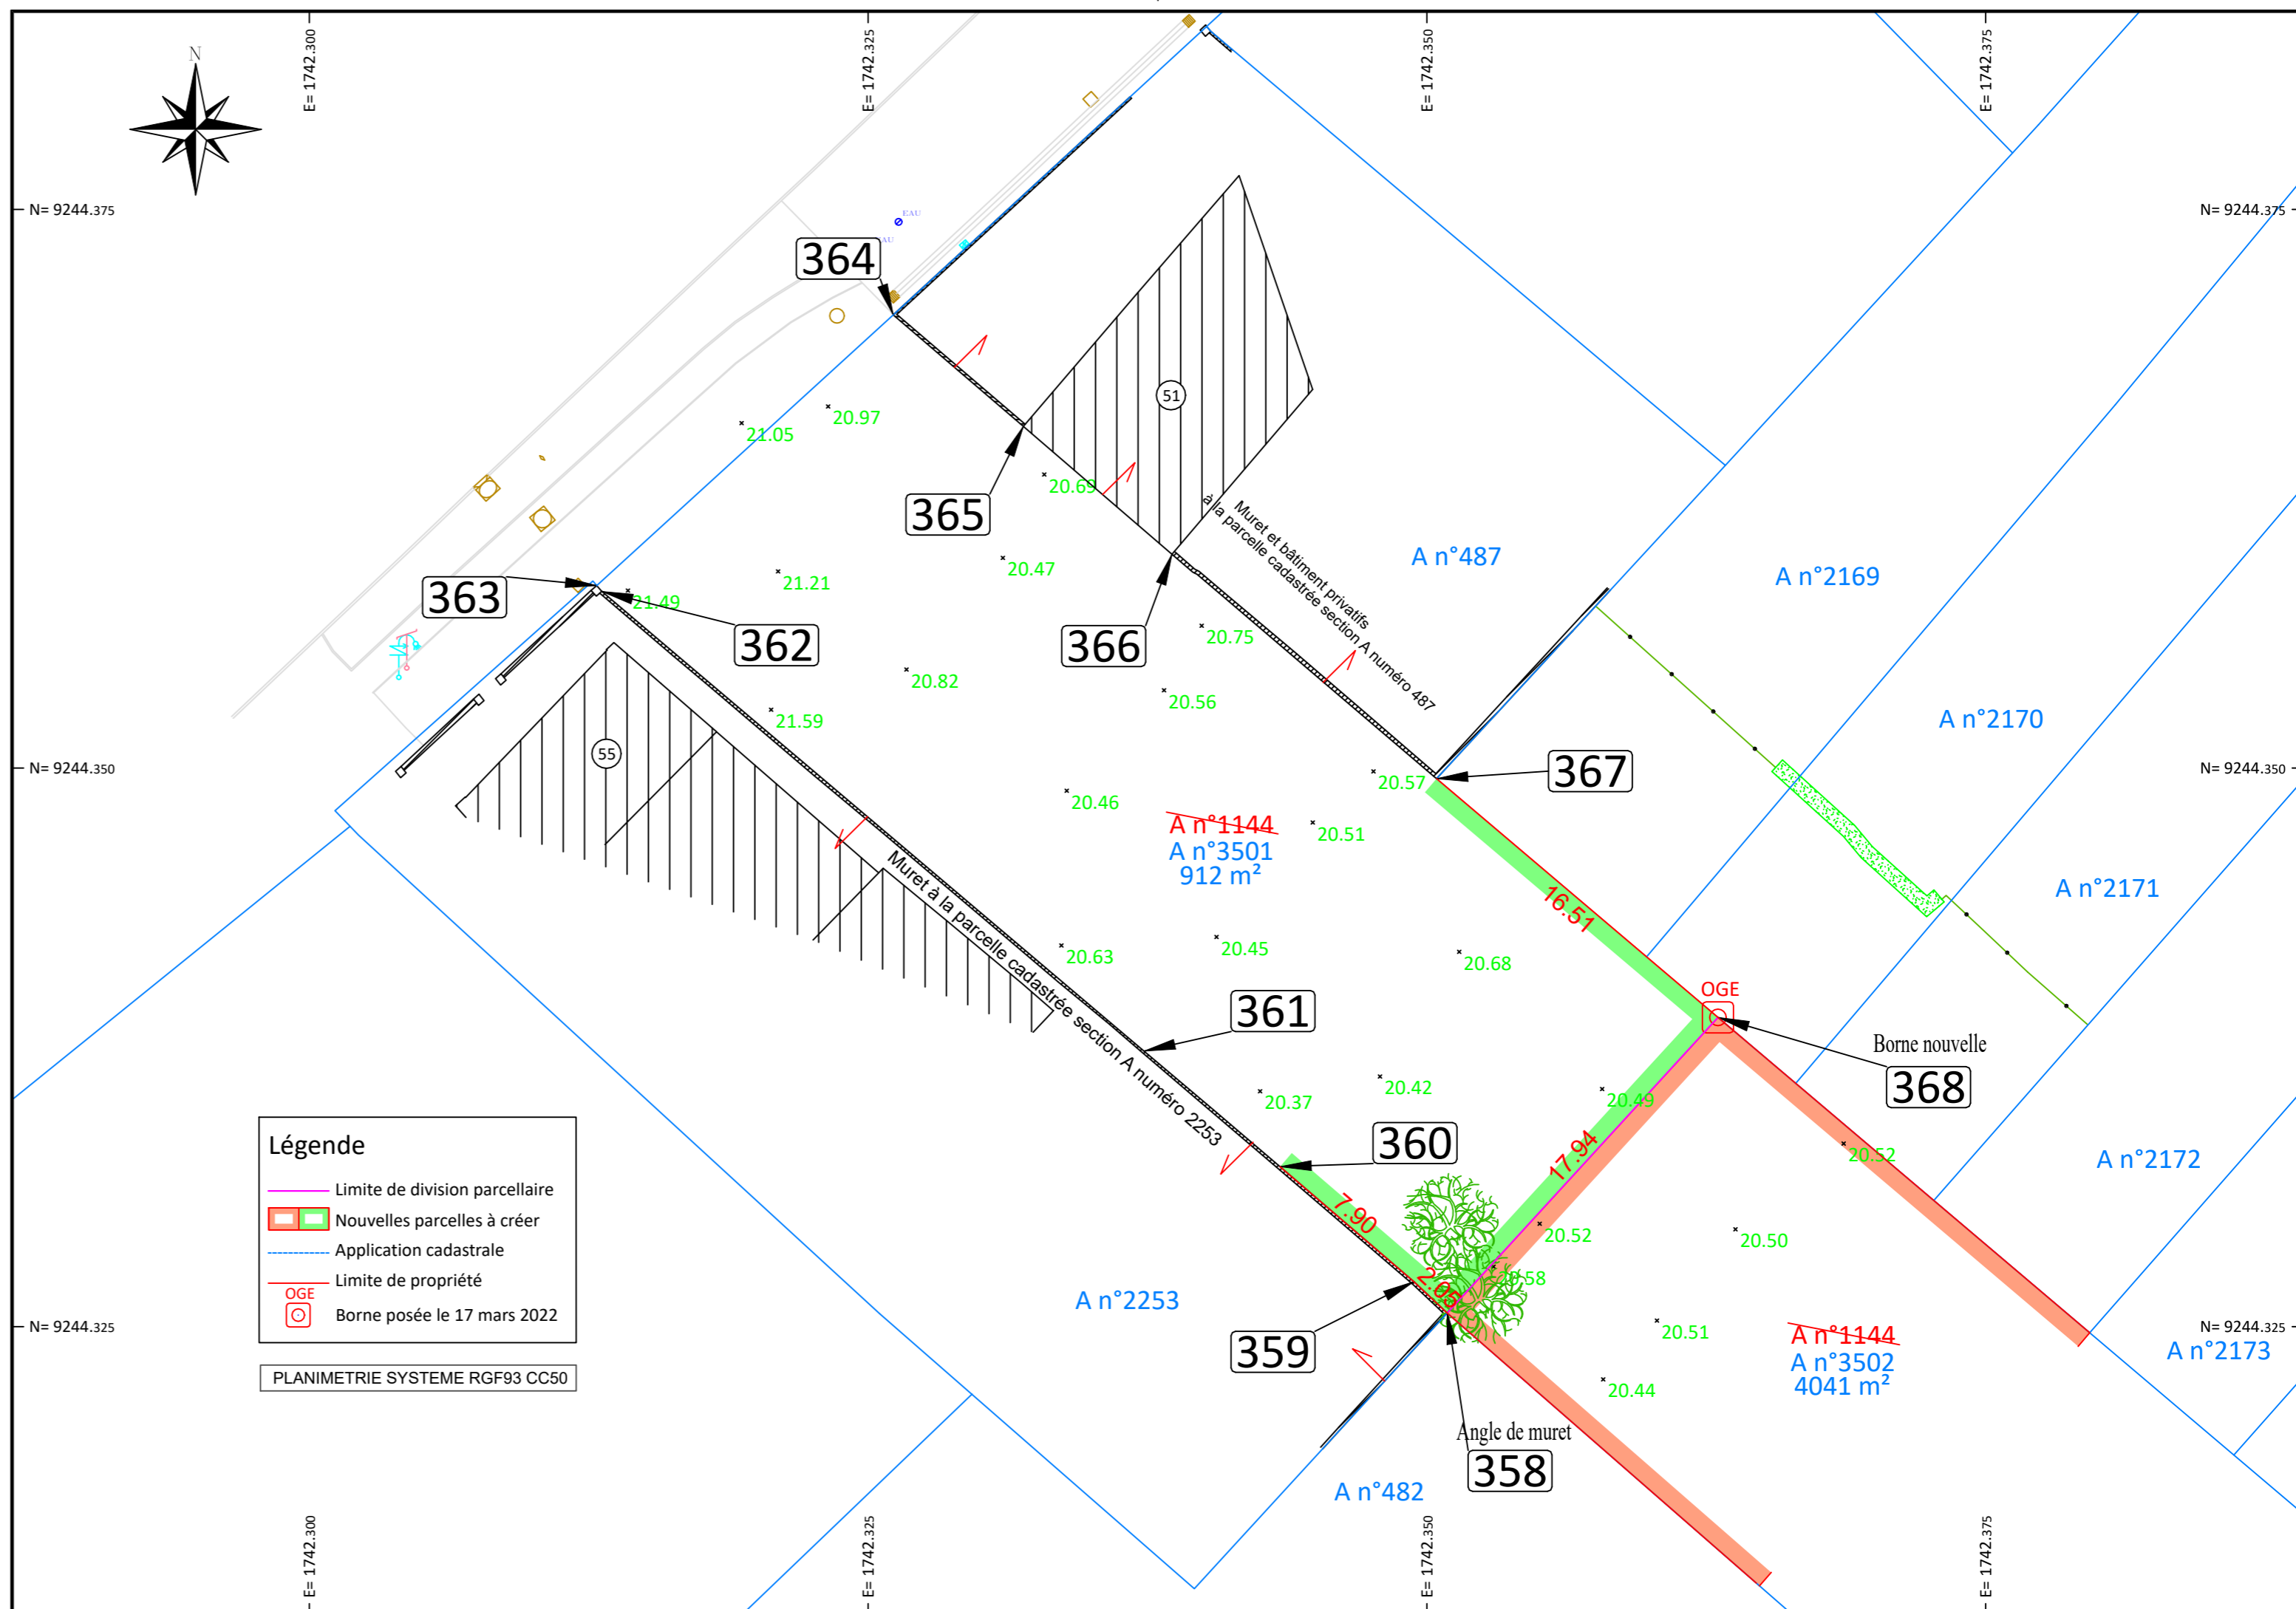 E= 1742.300
E= 1742.325
E= 1742.350
E= 1742.375
N
N= 9244.375
N= 9244.375
EAU
AU
364
51
20.97
21.05
20.69
365
Muret et bâtiment privatifs
à la parcelle cadastrée section A numéro 487
A n°487
A n°2169
20.47
21.21
363
21.49
362
366
20.75
20.82
20.56
21.59
A n°2170
55
N= 9244.350
N= 9244.350
367
20.57
20.46
A n°1144
A n°3501
912 m²
20.51
A n°2171
16.51
Muret à la parcelle cadastrée section A numéro 2253
20.63
20.45
20.68
OGE
361
Borne nouvelle
368
20.37
20.42
20.49
360
17.94
20.52
A n°2172
Légende
Limite de division parcellaire
Nouvelles parcelles à créer
Application cadastrale
Limite de propriété
OGE
Borne posée le 17 mars 2022
PLANIMETRIE SYSTEME RGF93 CC50
7.90
20.52
20.50
2.05
20.58
A n°2253
N= 9244.325
N= 9244.325
359
20.51
A n°1144
A n°3502
4041 m²
A n°2173
20.44
Angle de muret
358
A n°482
E= 1742.300
E= 1742.325
E= 1742.350
E= 1742.375